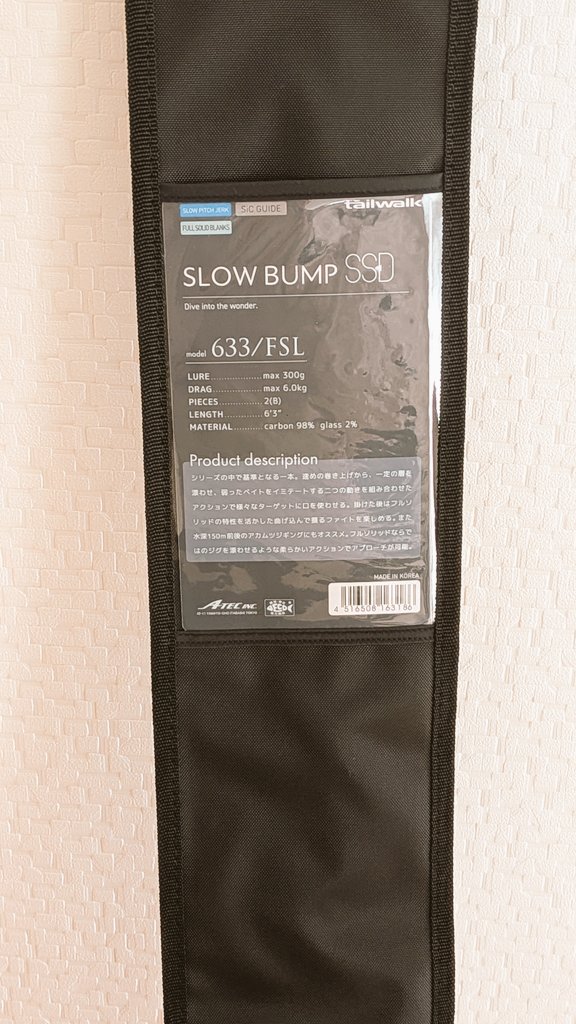 tailwalk
SLOW PITCH JERK SiC GUIDE
FULL SOLID BLANKS
SLOW BUMP SSD
Dive into the wonder.
model 633/FSL
LURE.................. max 300g
DRAG.................. max 6.0kg
PIECES................ 2(B)
LENGTH............. 6'3"
MATERIAL........... carbon 98% glass 2%
Product description
シリーズの中で基準となる一本。速めの巻き上げから、一定の層を
漂わせ、弱ったベイトをイミテートする二つの動きを組み合わせた
アクションで様々なターゲットに口を使わせる。掛けた後はフルソ
リッドの特性を活かした曲げ込んで獲るファイトを楽しめる。また
水深150m前後のアカムツジギングにもオススメ。フルソリッドならで
はのジグを漂わせるような柔らかいアクションでアプローチが可能。
MADE IN KOREA
A-TEC INC.
4 516508 163186